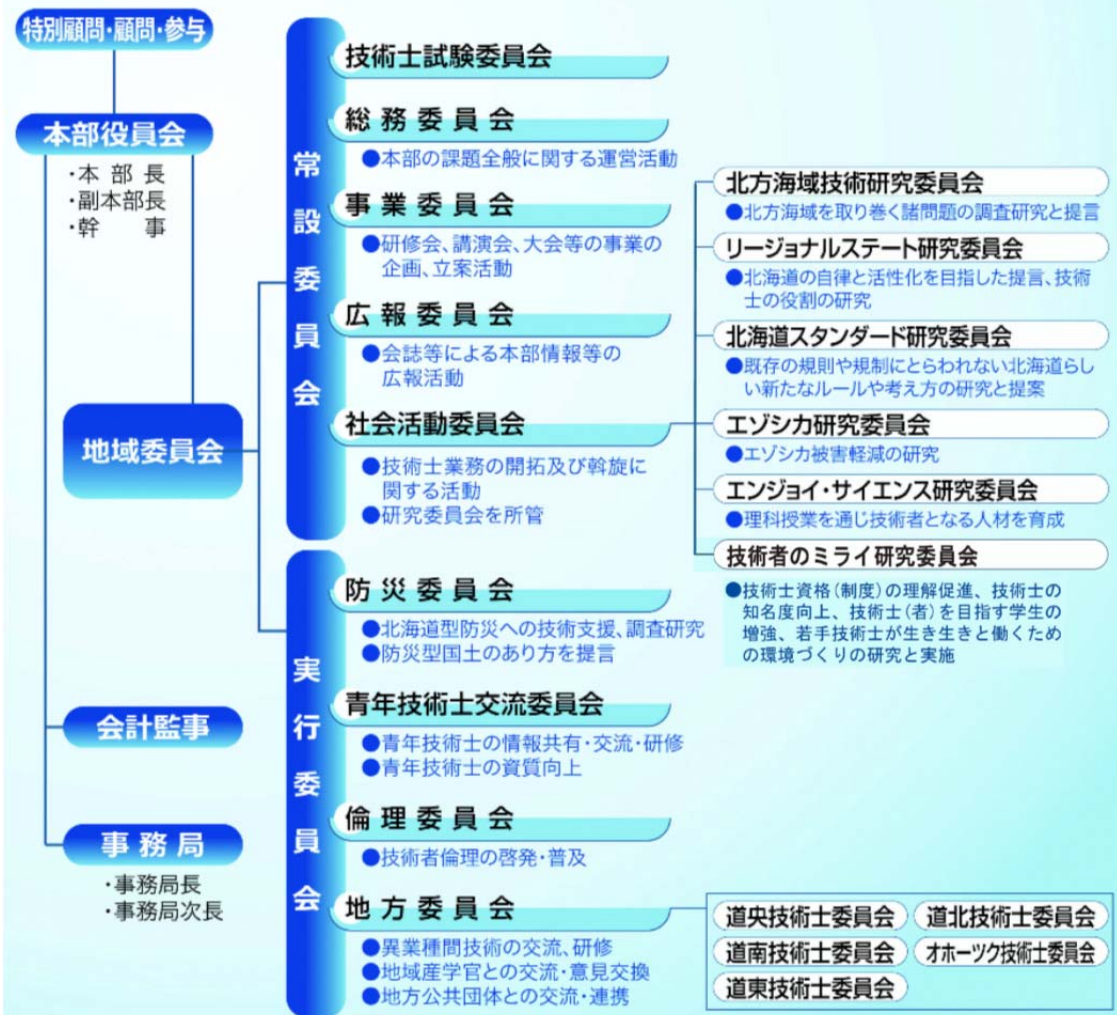 特別顧問・顧問・参与
本部役員会
・本部長
・副本部長
・幹事
地域委員会
会計監事
事務局
・事務局長
・事務局次長
常設委員会
技術士試験委員会
総務委員会
●本部の課題全般に関する運営活動
事業委員会
●研修会、講演会、大会等の事業の
企画、立案活動
広報委員会
●会誌等による本部情報等の
広報活動
社会活動委員会
●技術士業務の開拓及び斡旋に
関する活動
●研究委員会を所管
北方海域技術研究委員会
●北方海域を取り巻く諸問題の調査研究と提言
リージョナルステート研究委員会
●北海道の自律と活性化を目指した提言、技術
士の役割の研究
北海道スタンダード研究委員会
●既存の規則や規制にとらわれない北海道らし
い新たなルールや考え方の研究と提案
エゾシカ研究委員会
●エゾシカ被害軽減の研究
エンジョイ・サイエンス研究委員会
●理科授業を通じ技術者となる人材を育成
技術者のミライ研究委員会
●技術士資格(制度)の理解促進、技術士の
知名度向上、技術士(者)を目指す学生の
増強、若手技術士が生き生きと働くため
の環境づくりの研究と実施
実行委員会
防災委員会
●北海道型防災への技術支援、調査研究
●防災型国土のあり方を提言
青年技術士交流委員会
●青年技術士の情報共有・交流・研修
●青年技術士の資質向上
倫理委員会
●技術者倫理の啓発・普及
地方委員会
●異業種間技術の交流、研修
●地域産学官との交流・意見交換
●地方公共団体との交流・連携
道央技術士委員会
道北技術士委員会
道南技術士委員会
オホーツク技術士委員会
道東技術士委員会